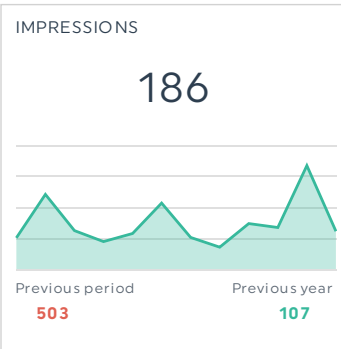 IMPRESSIONS
186
Previous period Previous year
503 107